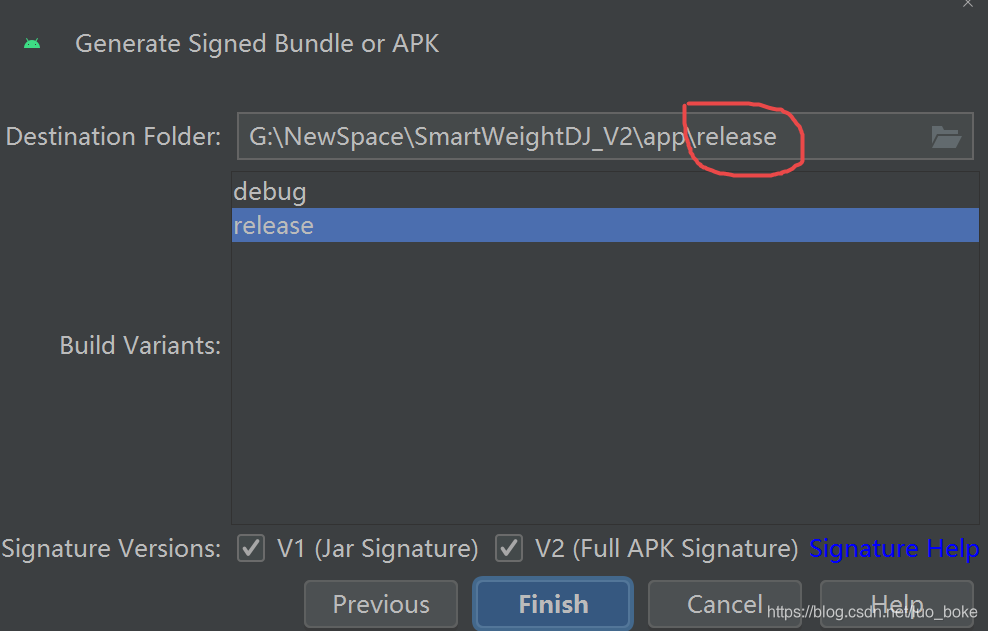 Generate Signed Bundle or APK
Destination Folder: G:\NewSpace\SmartWeightDJ_V2\app\release
debug
release
Build Variants:
Signature Versions: V1 (Jar Signature) V2 (Full APK Signature) Signature Help
Previous Finish Cancel Help
https://blog.csdn.net/luo_boke